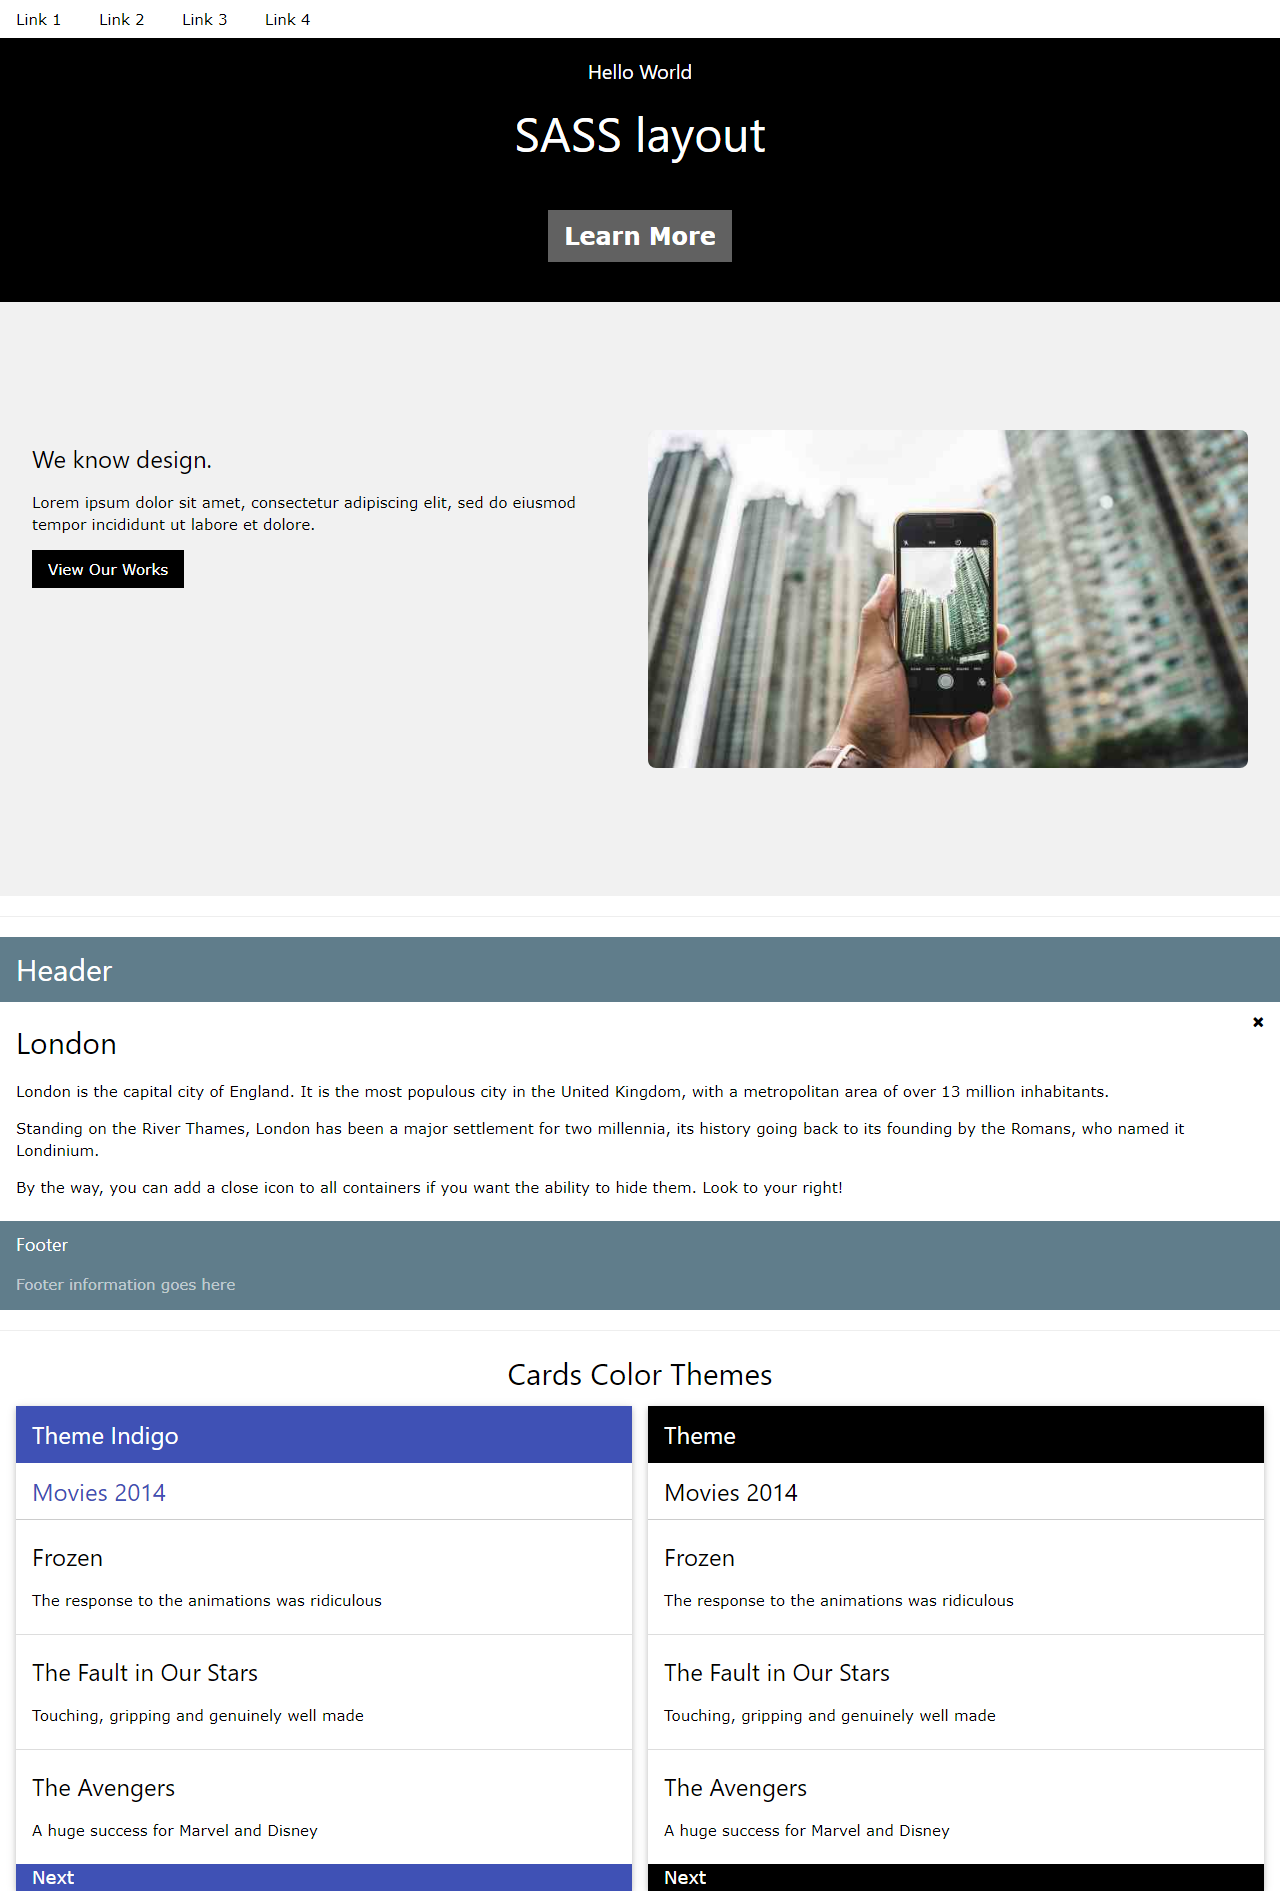 Link 1 Link 2 Link 3 Link 4
Hello World
SASS layout
Learn More
We know design.
Lorem ipsum dolor sit amet, consectetur adipiscing elit, sed do eiusmod
tempor incididunt ut labore et dolore.
View Our Works
Header
×
London
London is the capital city of England. It is the most populous city in the United Kingdom, with a metropolitan area of over 13 million inhabitants.
Standing on the River Thames, London has been a major settlement for two millennia, its history going back to its founding by the Romans, who named it
Londinium.
By the way, you can add a close icon to all containers if you want the ability to hide them. Look to your right!
Footer
Footer information goes here
Cards Color Themes
Theme Indigo
Movies 2014
Frozen
The response to the animations was ridiculous
The Fault in Our Stars
Touching, gripping and genuinely well made
The Avengers
A huge success for Marvel and Disney
Next
Theme
Movies 2014
Frozen
The response to the animations was ridiculous
The Fault in Our Stars
Touching, gripping and genuinely well made
The Avengers
A huge success for Marvel and Disney
Next